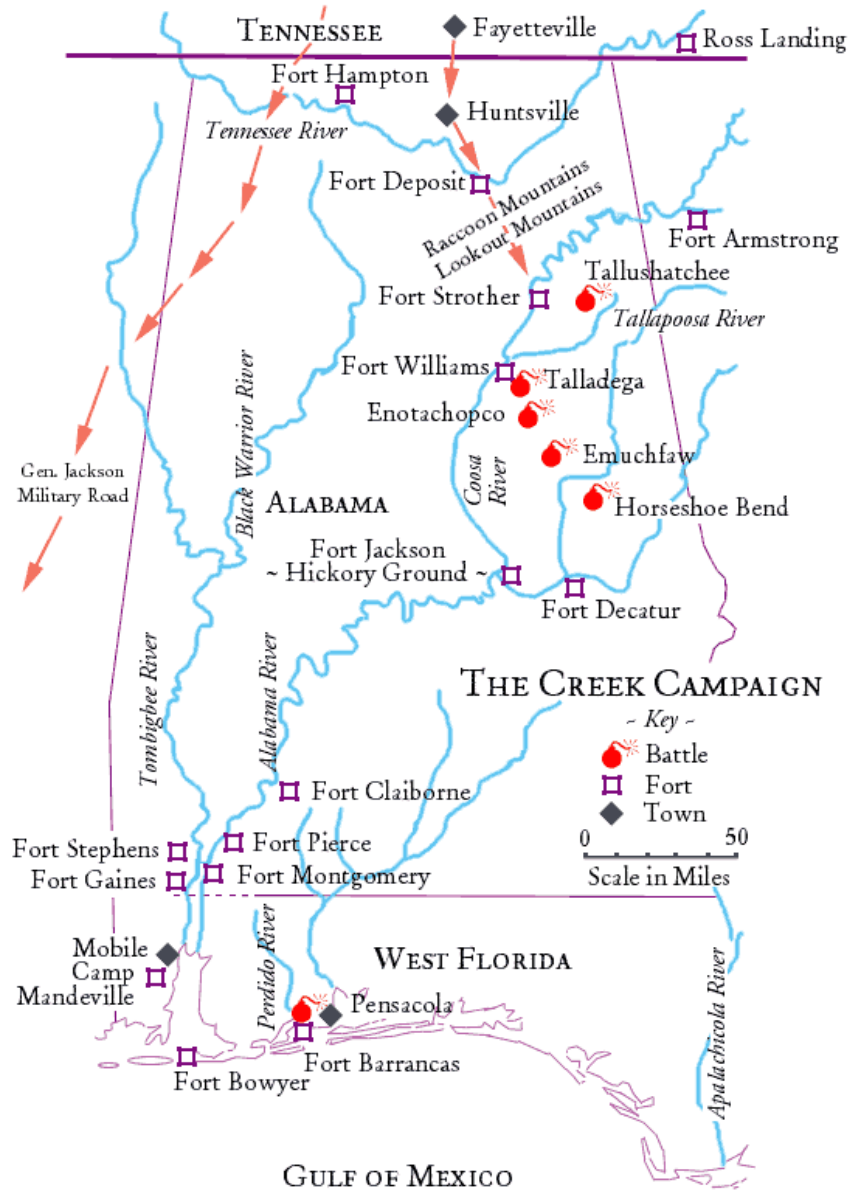 TENNESSEE
Fayetteville
Ross Landing
Fort Hampton
Huntsville
Tennessee River
Fort Deposit
Raccoon Mountains
Lookout Mountains
Fort Armstrong
Tallushatchee
Fort Strother
Tallapoosa River
Fort Williams
Talladega
Enotachopco
Emuchfaw
Black Warrior River
Coosa
River
Gen. Jackson
Military Road
ALABAMA
Horseshoe Bend
Fort Jackson
~ Hickory Ground ~
Fort Decatur
Tombigbee River
Alabama River
THE CREEK CAMPAIGN
~ Key ~
Battle
Fort
Town
0 50
Scale in Miles
Fort Claiborne
Fort Pierce
Fort Stephens
Fort Montgomery
Fort Gaines
Perdido River
Mobile
Camp
Mandeville
WEST FLORIDA
Pensacola
Apalachicola River
Fort Barrancas
Fort Bowyer
GULF OF MEXICO